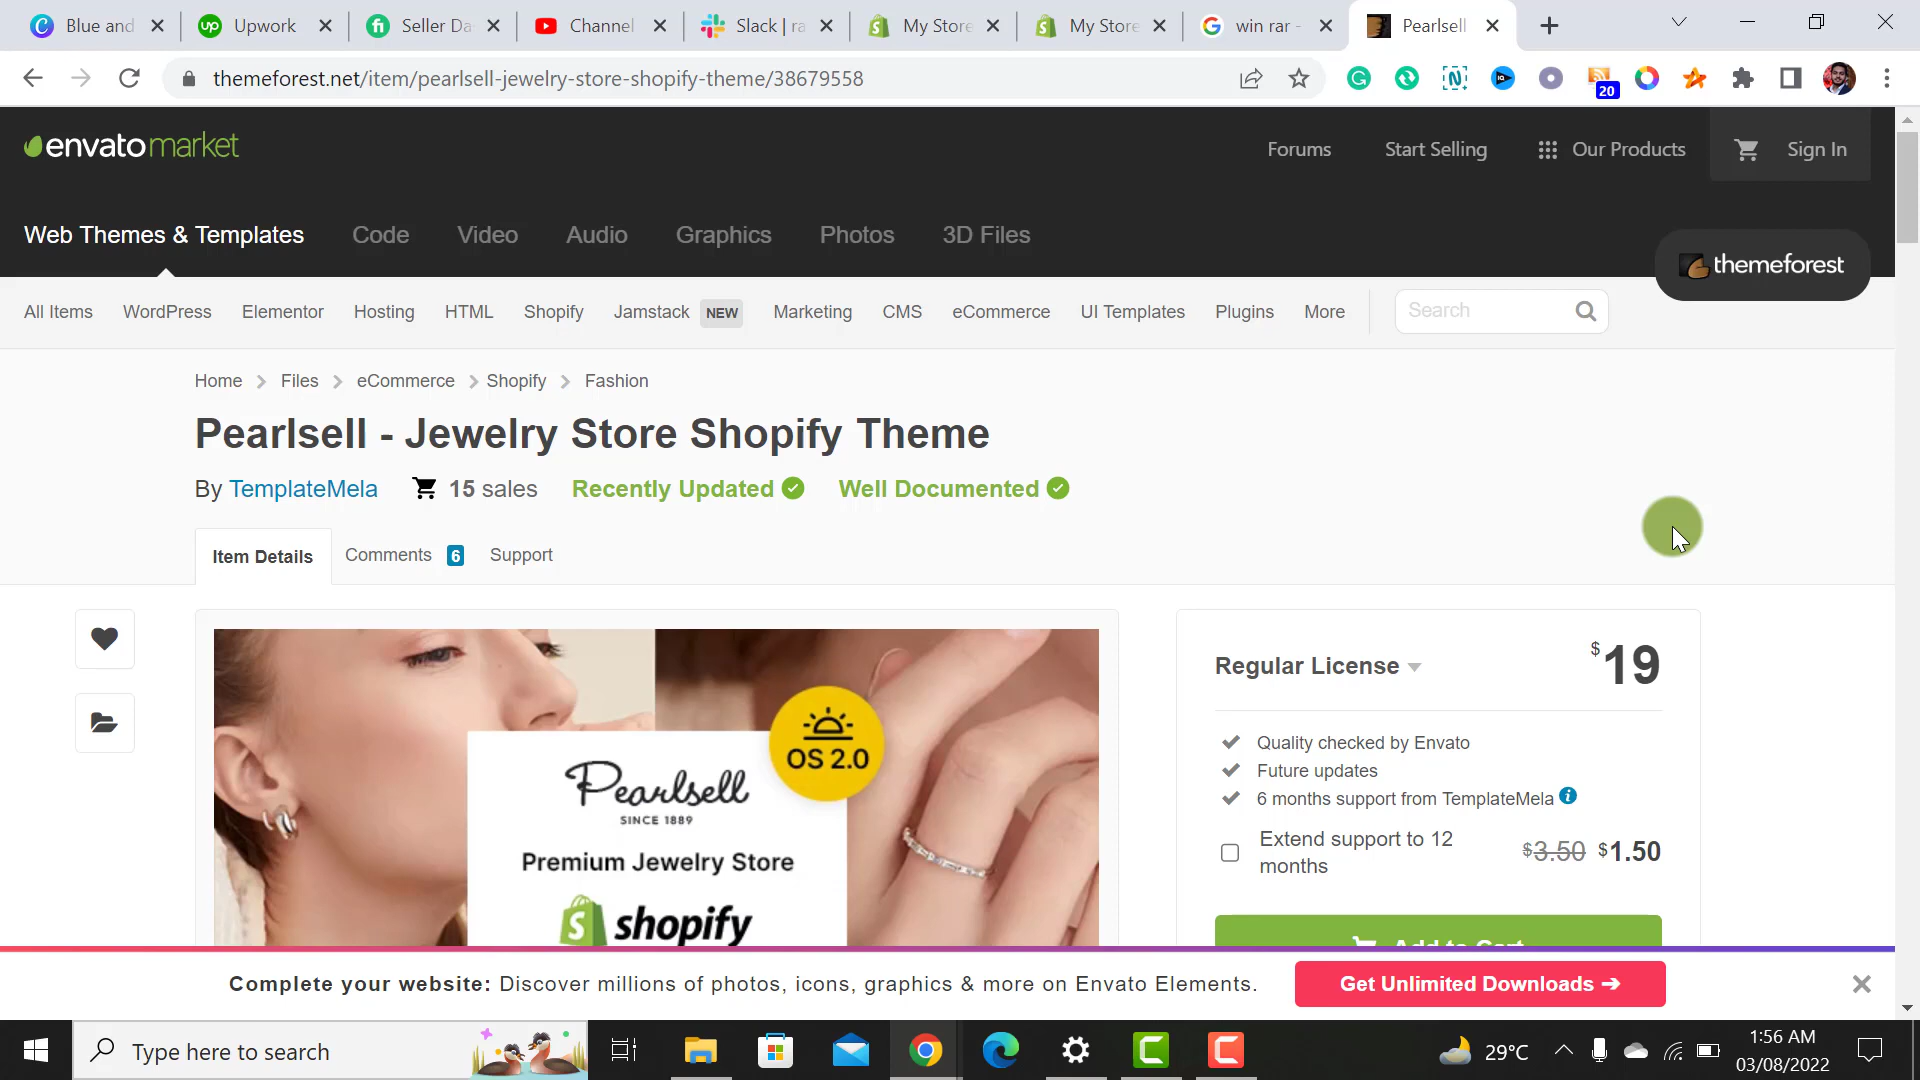 Blue and
Upwork
Seller Da
Channel
Slack | ra
My Store
My Store
win rar -
Pearlsell
themeforest.net/item/pearlsell-jewelry-store-shopify-theme/38679558
20
envatomarket
Forums
Start Selling
Our Products
Sign In
Web Themes & Templates
Code
Video
Audio
Graphics
Photos
3D Files
themeforest
All Items
WordPress
Elementor
Hosting
HTML
Shopify
Jamstack NEW
Marketing
CMS
eCommerce
UI Templates
Plugins
More
Search
Home > Files > eCommerce > Shopify > Fashion
Pearlsell - Jewelry Store Shopify Theme
By TemplateMela
15 sales
Recently Updated
Well Documented
Item Details
Comments 6
Support
OS 2.0
Pearlsell
SINCE 1889
Premium Jewelry Store
shopify
Regular License
$19
Quality checked by Envato
Future updates
6 months support from TemplateMela
Extend support to 12
months
$3.50 $1.50
Add to Cart
Complete your website: Discover millions of photos, icons, graphics & more on Envato Elements.
Get Unlimited Downloads ➔
Type here to search
29°C
1:56 AM
03/08/2022